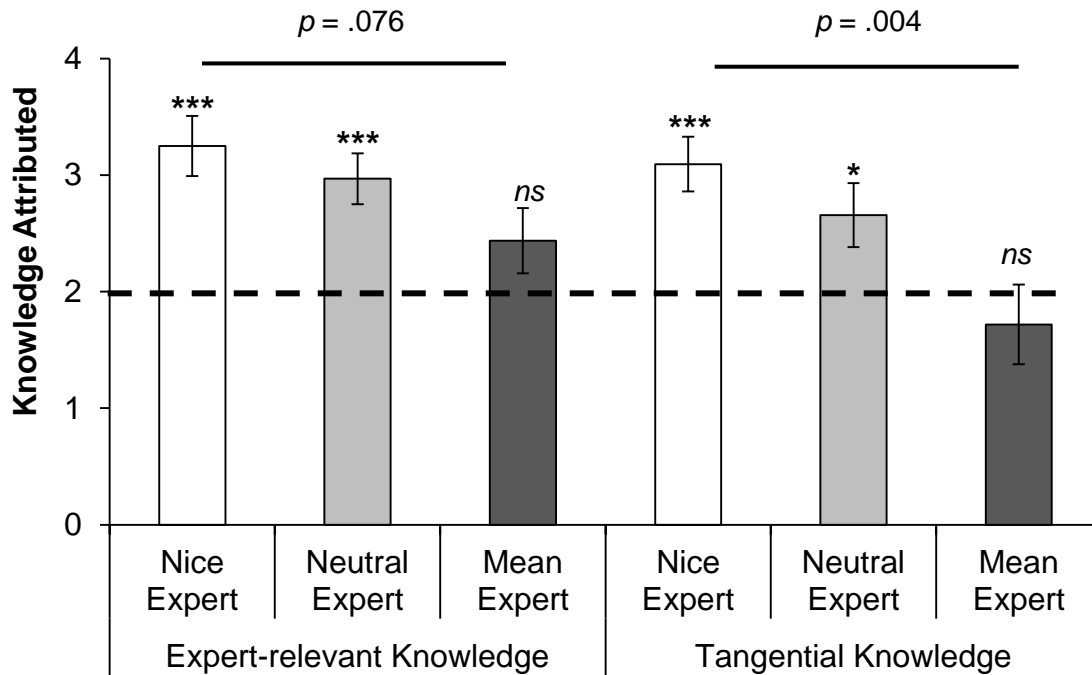 p = .076
p = .004
Knowledge Attributed
4
3
2
1
0
***
***
ns
***
*
ns
Nice Expert
Neutral Expert
Mean Expert
Nice Expert
Neutral Expert
Mean Expert
Expert-relevant Knowledge
Tangential Knowledge